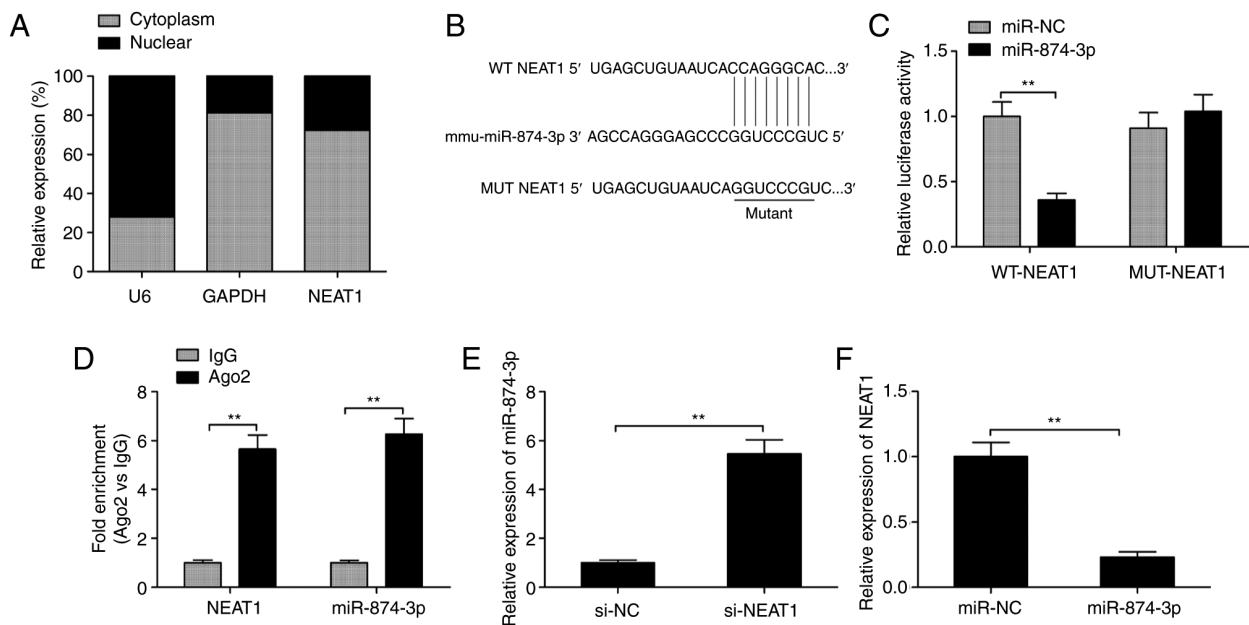 A
Cytoplasm
Nuclear
Relative expression (%)
100
80
60
40
20
0
U6 GAPDH NEAT1
B
WT NEAT1 5′ UGAGCUGUAAUCACCAGGGCAC...3′
mmu-miR-874-3p 3′ AGCCAGGGAGCCCGGUCCCGUC 5′
MUT NEAT1 5′ UGAGCUGUAAUCAGGUCCCGUC...3′
Mutant
C
miR-NC
miR-874-3p
Relative luciferase activity
1.5
1.0
0.5
0.0
**
WT-NEAT1 MUT-NEAT1
D
IgG
Ago2
Fold enrichment
(Ago2 vs IgG)
8
6
4
2
0
** **
NEAT1 miR-874-3p
E
Relative expression of miR-874-3p
8
6
4
2
0
**
si-NC si-NEAT1
F
Relative expression of NEAT1
1.5
1.0
0.5
0.0
**
miR-NC miR-874-3p